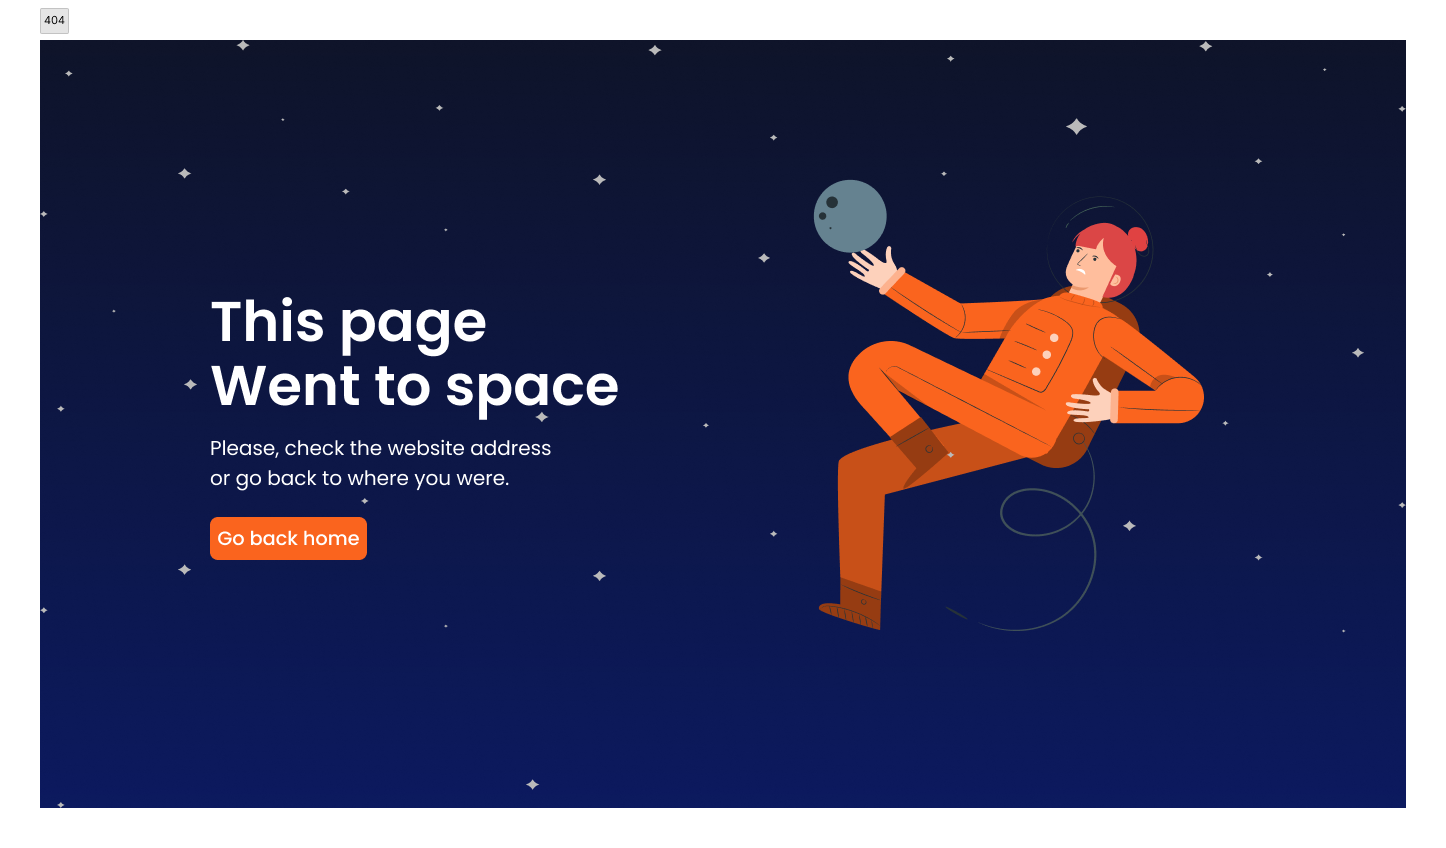 404
This page
Went to space
Please, check the website address
or go back to where you were.
Go back home